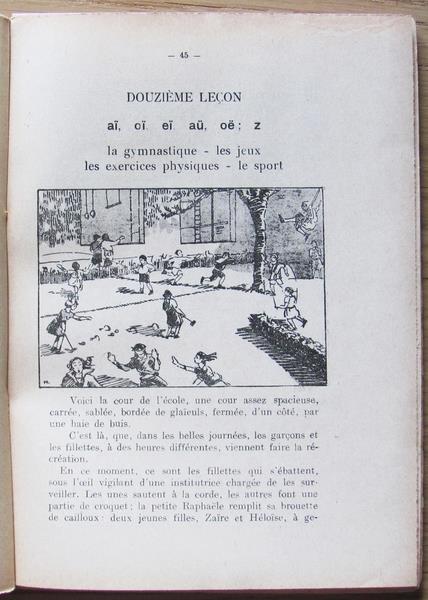 — 45 —
DOUZIÈME LEÇON
aï, oï, eï, aü, oë ; z
la gymnastique - les jeux
les exercices physiques - le sport
Voici la cour de l'école, une cour assez spacieuse,
carrée, sablée, bordée de glaïeuls, fermée, d'un côté, par
une haie de buis.
C'est là, que, dans les belles journées, les garçons et
les fillettes, à des heures différentes, viennent faire la ré-
création.
En ce moment, ce sont les fillettes qui s'ébattent,
sous l'œil vigilant d'une institutrice chargée de les sur-
veiller. Les unes sautent à la corde, les autres font une
partie de croquet ; la petite Raphaële remplit sa brouette
de cailloux ; deux jeunes filles, Zaïre et Héloïse, à ge-